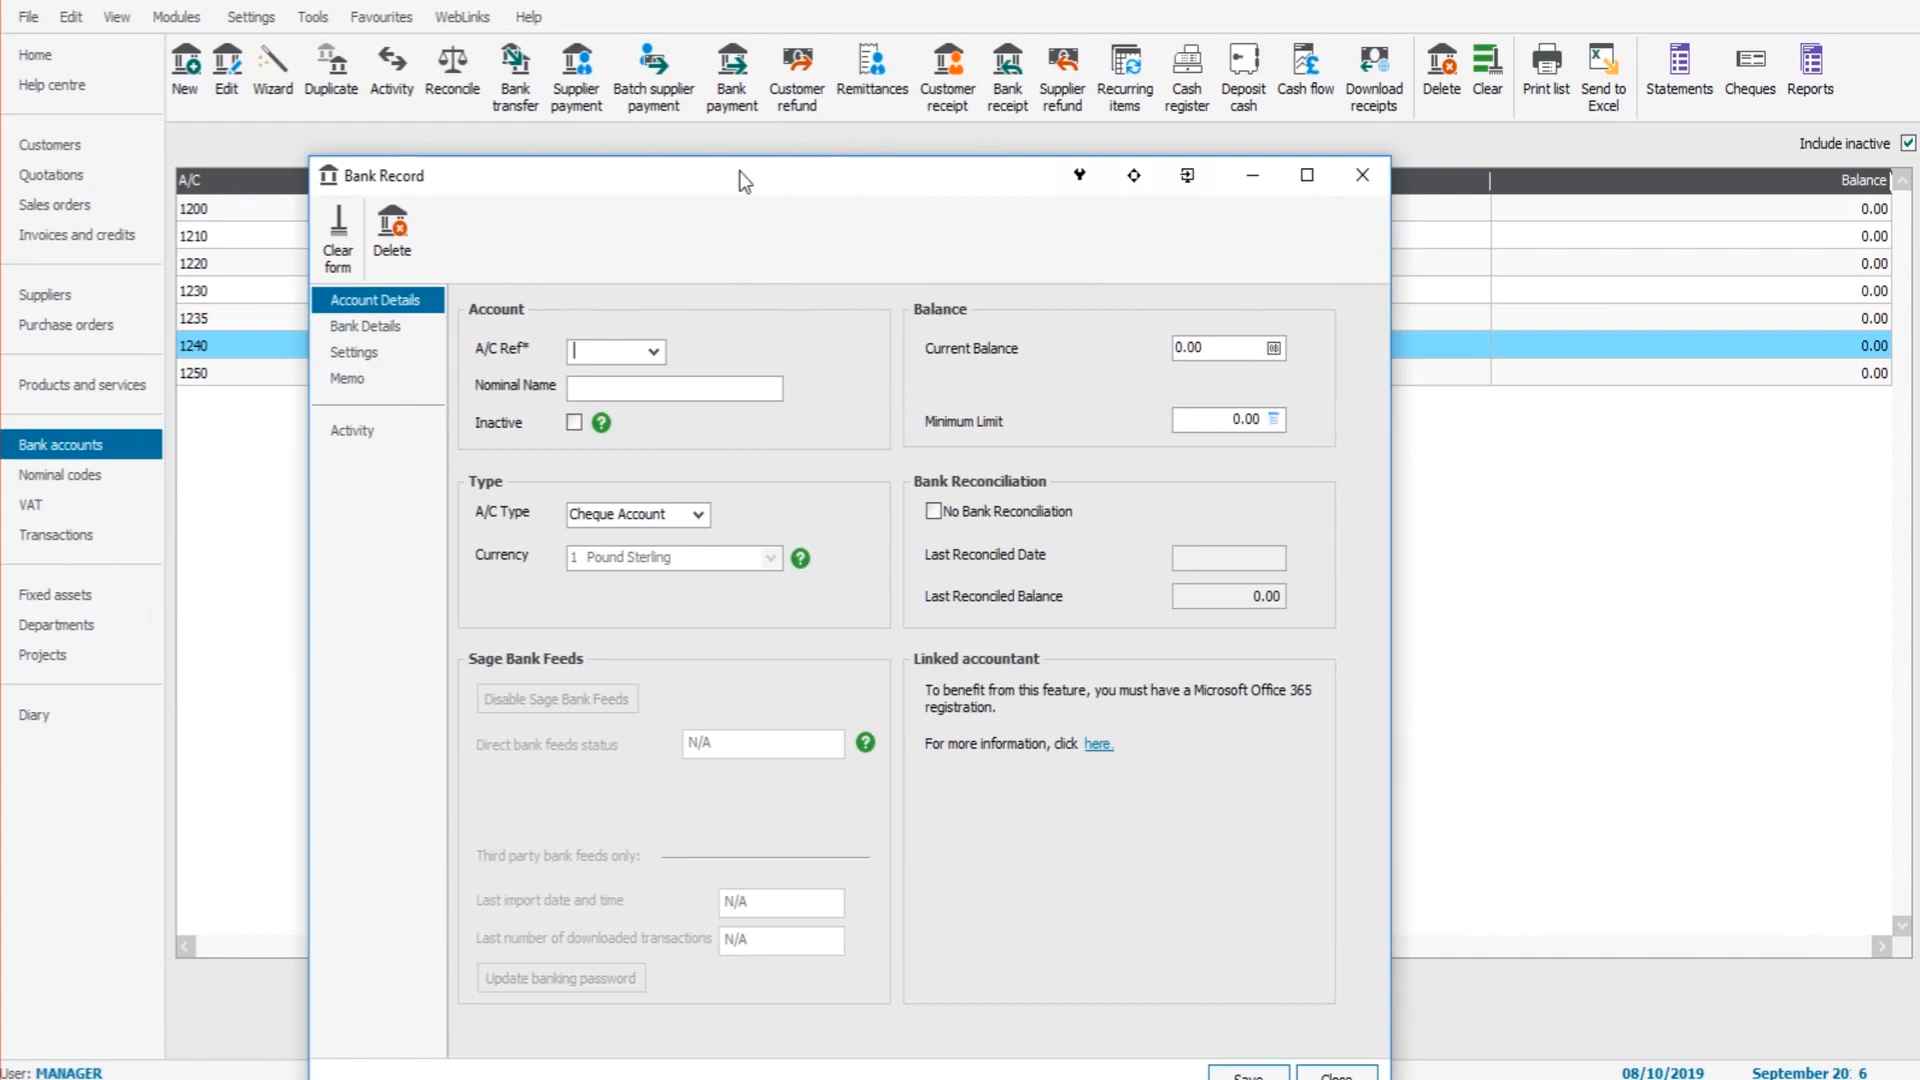 File Edit View Modules Settings Tools Favourites WebLinks Help
Home
Help centre
Customers
Quotations
Sales orders
Invoices and credits
Suppliers
Purchase orders
Products and services
Bank accounts
Nominal codes
VAT
Transactions
Fixed assets
Departments
Projects
Diary
New
Edit
Wizard
Duplicate
Activity
Reconcile
Bank
transfer
Supplier
payment
Batch supplier
payment
Bank
payment
Customer
refund
Remittances
Customer
receipt
Bank
receipt
Supplier
refund
Recurring
items
Cash
register
Deposit
cash
Cash flow
Download
receipts
Delete
Clear
Print list
Send to
Excel
Statements
Cheques
Reports
Include inactive
A/C Balance
1200 0.00
1210 0.00
1220 0.00
1230 0.00
1235 0.00
1240 0.00
1250 0.00
Bank Record
Clear
form
Delete
Account Details
Bank Details
Settings
Memo
Activity
Account
A/C Ref*
Nominal Name
Inactive
Balance
Current Balance 0.00
Minimum Limit 0.00
Type
A/C Type Cheque Account
Currency 1 Pound Sterling
Bank Reconciliation
No Bank Reconciliation
Last Reconciled Date
Last Reconciled Balance 0.00
Sage Bank Feeds
Disable Sage Bank Feeds
Direct bank feeds status N/A
Third party bank feeds only:
Last import date and time N/A
Last number of downloaded transactions N/A
Update banking password
Linked accountant
To benefit from this feature, you must have a Microsoft Office 365
registration.
For more information, click here.
Save Close
User: MANAGER 08/10/2019 September